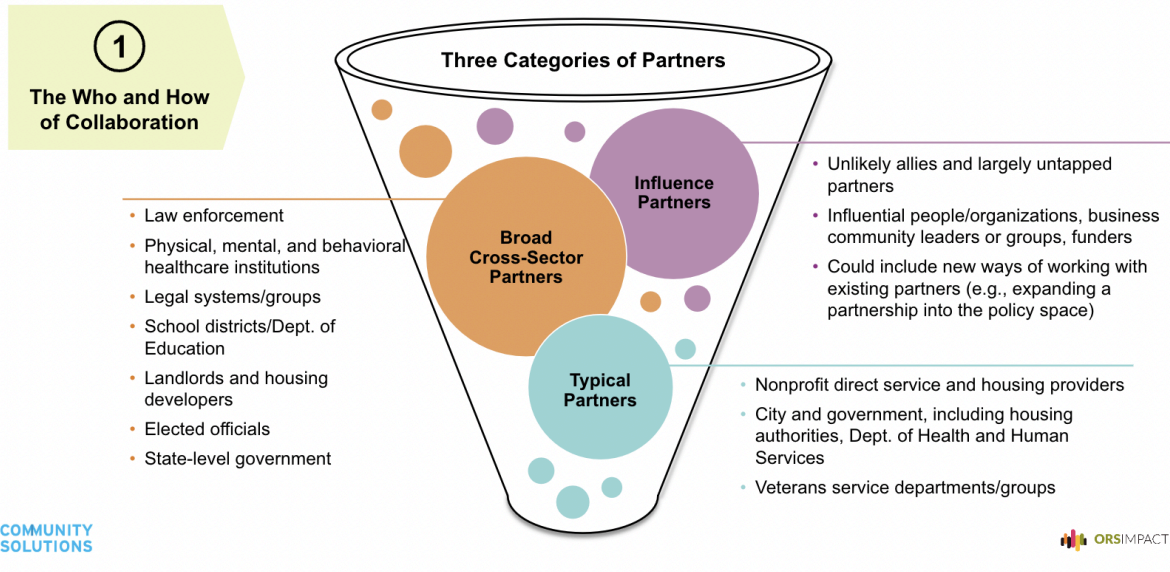 1
The Who and How
of Collaboration
Three Categories of Partners
Influence
Partners
Broad
Cross-Sector
Partners
Typical
Partners
• Law enforcement
• Physical, mental, and behavioral
healthcare institutions
• Legal systems/groups
• School districts/Dept. of
Education
• Landlords and housing
developers
• Elected officials
• State-level government
• Unlikely allies and largely untapped
partners
• Influential people/organizations, business
community leaders or groups, funders
• Could include new ways of working with
existing partners (e.g., expanding a
partnership into the policy space)
• Nonprofit direct service and housing providers
• City and government, including housing
authorities, Dept. of Health and Human
Services
• Veterans service departments/groups
COMMUNITY
SOLUTIONS
ORSIMPACT